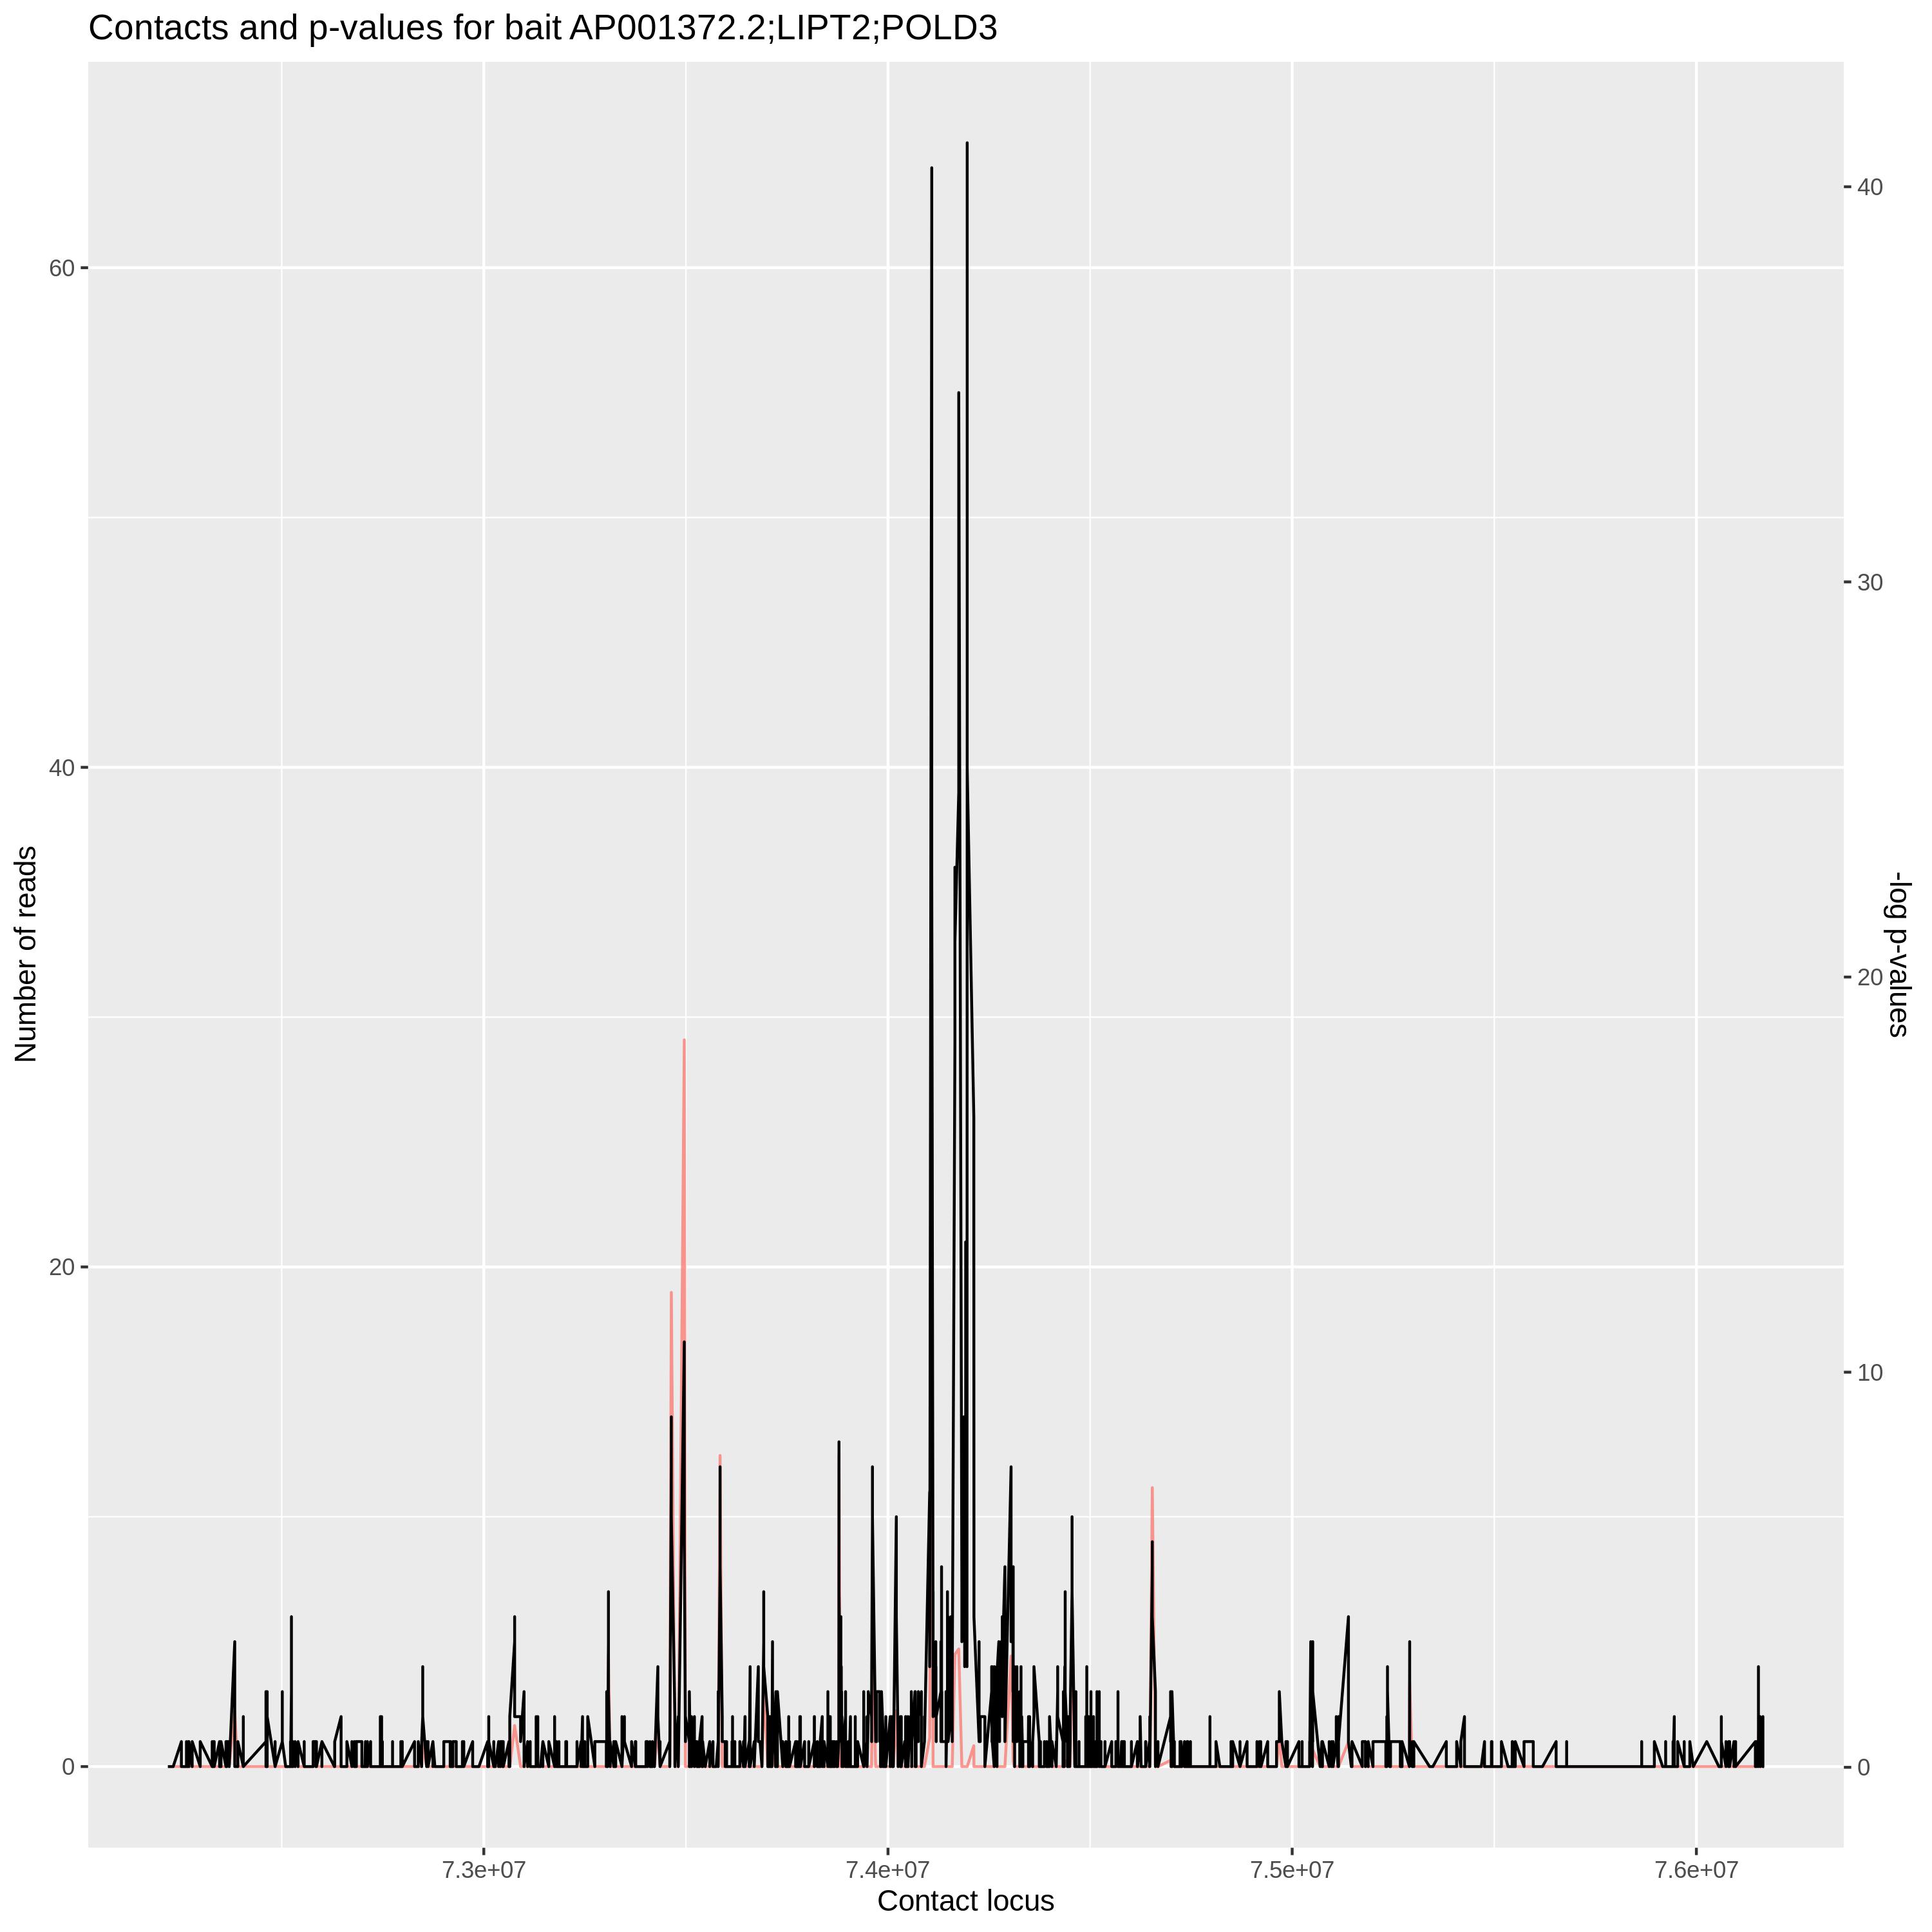 Contacts and p-values for bait AP001372.2;LIPT2;POLD3
Number of reads
60
40
20
0
40
30
20
10
0
-log p-values
7.3e+07
7.4e+07
7.5e+07
7.6e+07
Contact locus